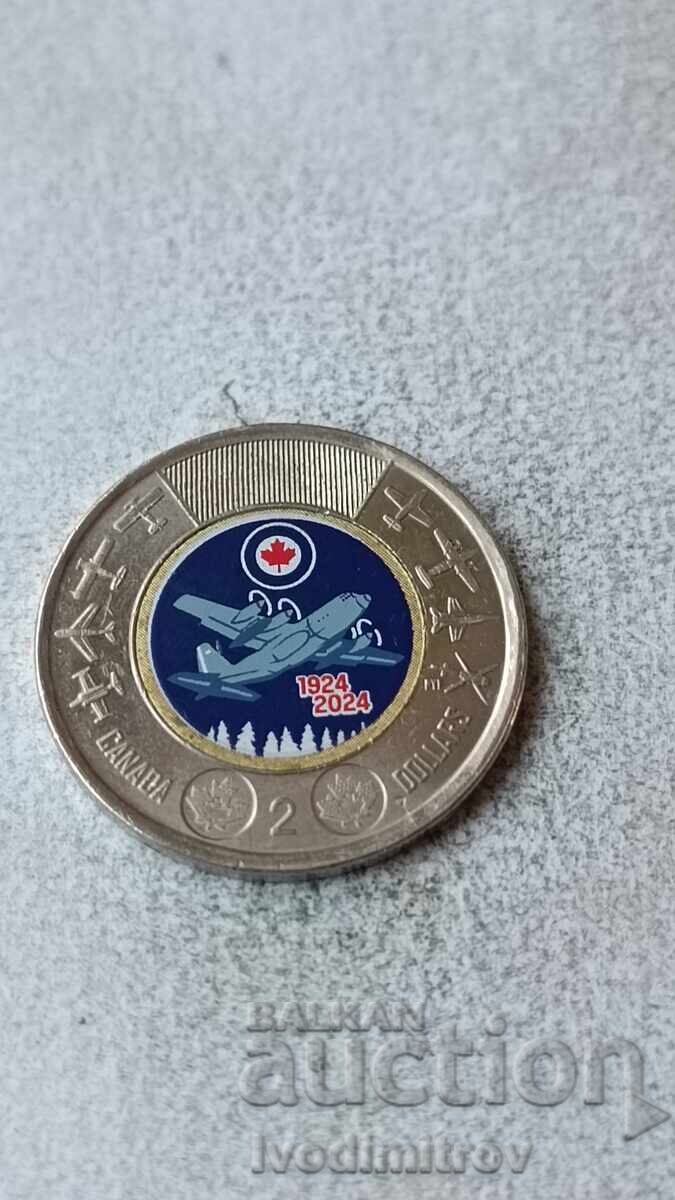 1924
2024
CANADA
2
DOLLARS
BALKAN
auction
Ivodimitrov